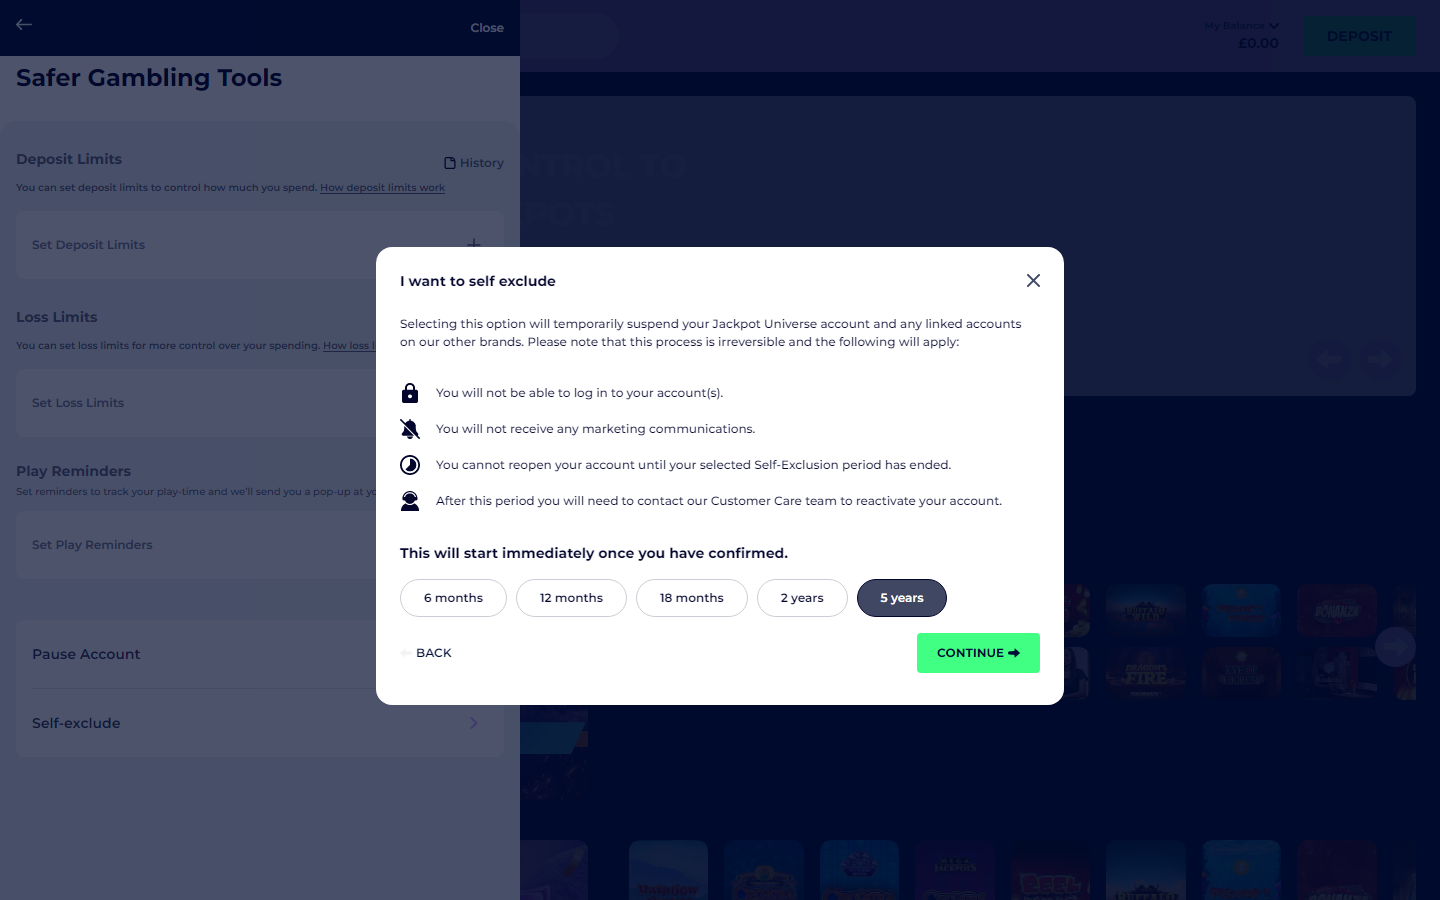 Close
My Balance
£0.00
DEPOSIT
Safer Gambling Tools
Deposit Limits
History
You can set deposit limits to control how much you spend. How deposit limits work
Set Deposit Limits
Loss Limits
You can set loss limits for more control over your spending. How loss
Set Loss Limits
Play Reminders
Set reminders to track your play-time and we'll send you a pop-up at
Set Play Reminders
Pause Account
Self-exclude
NTROL TO
POTS
I want to self exclude
Selecting this option will temporarily suspend your Jackpot Universe account and any linked accounts
on our other brands. Please note that this process is irreversible and the following will apply:
You will not be able to log in to your account(s).
You will not receive any marketing communications.
You cannot reopen your account until your selected Self-Exclusion period has ended.
After this period you will need to contact our Customer Care team to reactivate your account.
This will start immediately once you have confirmed.
6 months
12 months
18 months
2 years
5 years
BACK
CONTINUE
BONANZA
FIRE
REEL